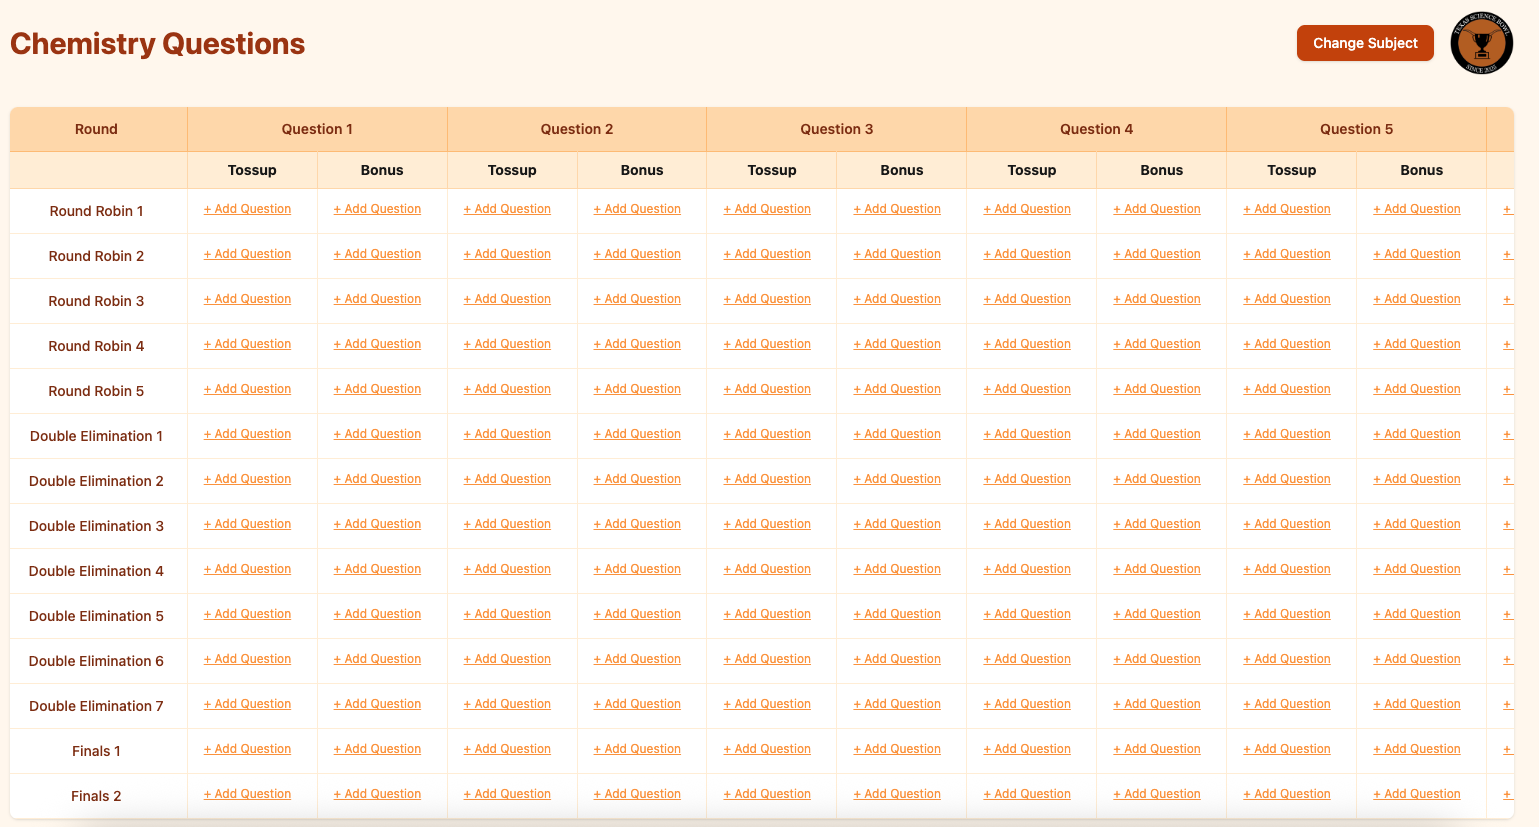 Chemistry Questions
Change Subject
TEXAS SCIENCE BOWL
SINCE 2025
Round Question 1 Question 2 Question 3 Question 4 Question 5
Tossup Bonus Tossup Bonus Tossup Bonus Tossup Bonus Tossup Bonus
Round Robin 1 + Add Question + Add Question + Add Question + Add Question + Add Question + Add Question + Add Question + Add Question + Add Question + Add Question +
Round Robin 2 + Add Question + Add Question + Add Question + Add Question + Add Question + Add Question + Add Question + Add Question + Add Question + Add Question +
Round Robin 3 + Add Question + Add Question + Add Question + Add Question + Add Question + Add Question + Add Question + Add Question + Add Question + Add Question +
Round Robin 4 + Add Question + Add Question + Add Question + Add Question + Add Question + Add Question + Add Question + Add Question + Add Question + Add Question +
Round Robin 5 + Add Question + Add Question + Add Question + Add Question + Add Question + Add Question + Add Question + Add Question + Add Question + Add Question +
Double Elimination 1 + Add Question + Add Question + Add Question + Add Question + Add Question + Add Question + Add Question + Add Question + Add Question + Add Question +
Double Elimination 2 + Add Question + Add Question + Add Question + Add Question + Add Question + Add Question + Add Question + Add Question + Add Question + Add Question +
Double Elimination 3 + Add Question + Add Question + Add Question + Add Question + Add Question + Add Question + Add Question + Add Question + Add Question + Add Question +
Double Elimination 4 + Add Question + Add Question + Add Question + Add Question + Add Question + Add Question + Add Question + Add Question + Add Question + Add Question +
Double Elimination 5 + Add Question + Add Question + Add Question + Add Question + Add Question + Add Question + Add Question + Add Question + Add Question + Add Question +
Double Elimination 6 + Add Question + Add Question + Add Question + Add Question + Add Question + Add Question + Add Question + Add Question + Add Question + Add Question +
Double Elimination 7 + Add Question + Add Question + Add Question + Add Question + Add Question + Add Question + Add Question + Add Question + Add Question + Add Question +
Finals 1 + Add Question + Add Question + Add Question + Add Question + Add Question + Add Question + Add Question + Add Question + Add Question + Add Question +
Finals 2 + Add Question + Add Question + Add Question + Add Question + Add Question + Add Question + Add Question + Add Question + Add Question + Add Question +